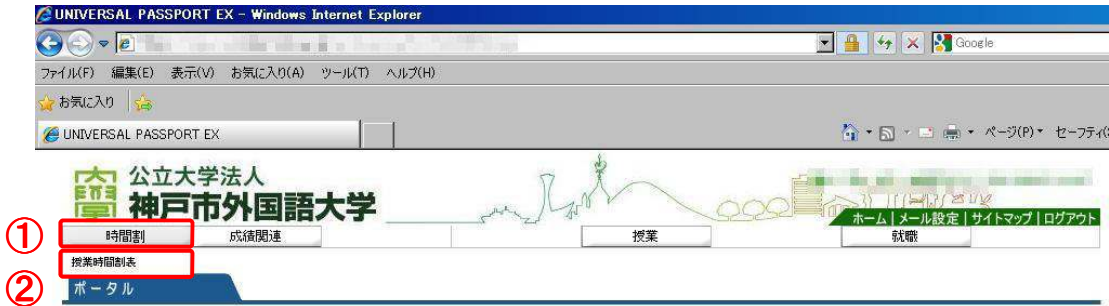 UNIVERSAL PASSPORT EX - Windows Internet Explorer
Google
ファイル(F) 編集(E) 表示(V) お気に入り(A) ツール(T) ヘルプ(H)
お気に入り
UNIVERSAL PASSPORT EX ページ(P) セーフティ(S
公立大学法人
神戸市外国語大学
ホーム | メール設定 | サイトマップ | ログアウト
① 時間割 成績関連 授業 就職
授業時間割表
② ポータル